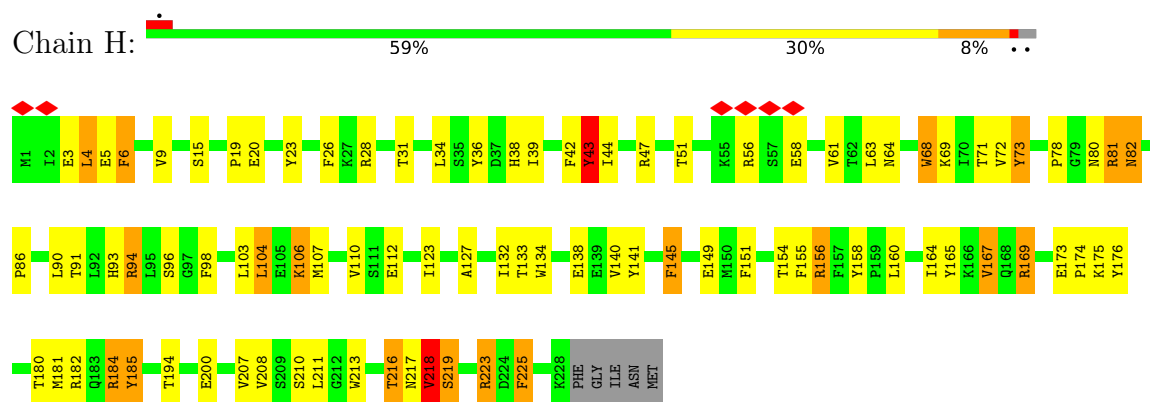 Chain H:
59% 30% 8%
M1 I2 E3 L4 E5 F6 V9 S15 P19 E20 Y23 F26 K27 R28 T31 L34 S35 Y36 D37 H38 I39 F42 Y43 I44 R47 T51 K55 R56 S57 E58 V61 T62 L63 N64 W68 K69 I70 T71 V72 Y73 P78 G79 N80 R81 N82
P86 L90 T91 L92 H93 R94 L95 S96 G97 F98 L103 L104 E105 K106 M107 V110 S111 E112 I123 A127 I132 T133 W134 E138 E139 V140 Y141 F145 E149 M150 F151 T154 F155 R156 F157 Y158 P159 L160 I164 Y165 K166 V167 Q168 R169 E173 P174 K175 Y176
T180 M181 R182 Q183 R184 Y185 T194 E200 V207 V208 S209 S210 L211 G212 W213 T216 N217 V218 S219 R223 D224 F225 K228 PHE GLY ILE ASN MET